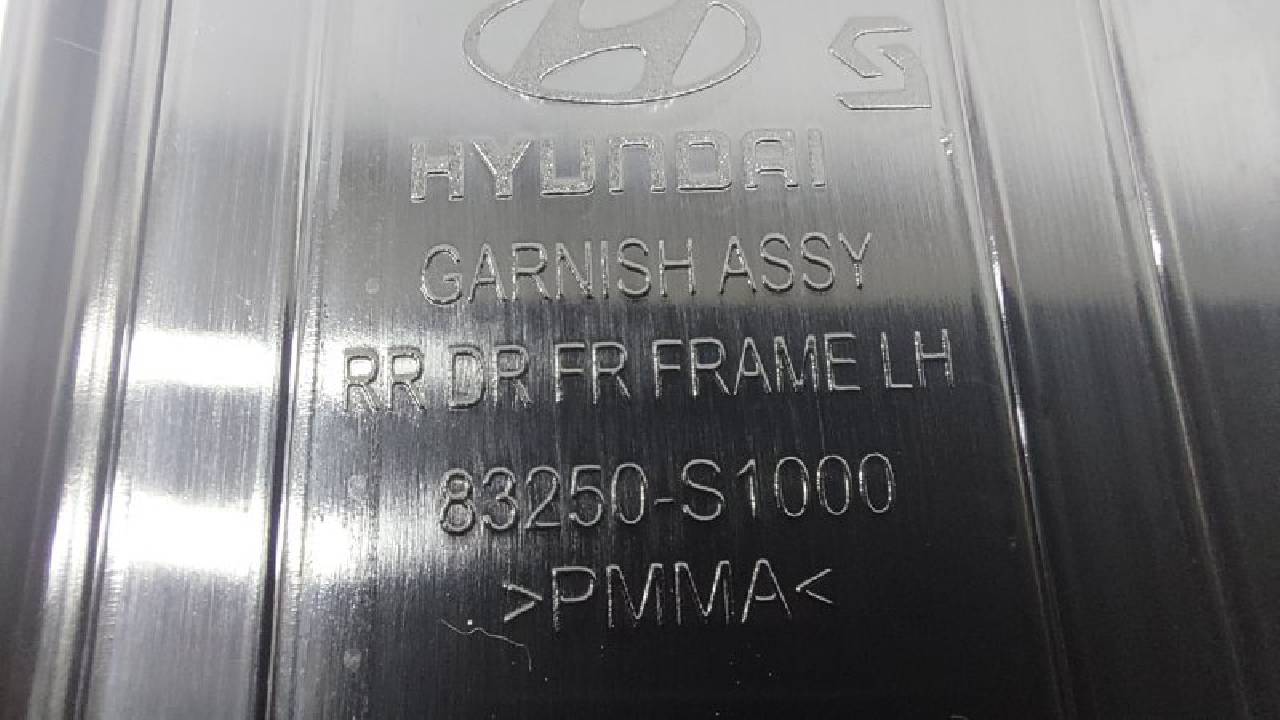 HYUNDAI
GARNISH ASSY
RR DR FR FRAME LH
83250-S1000
>PMMA<